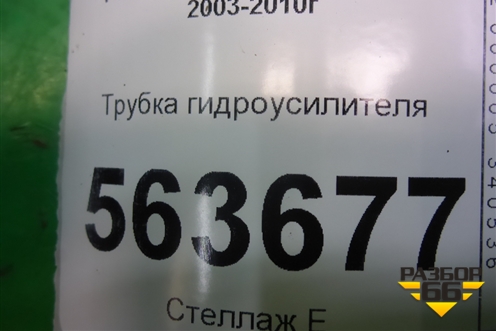 2003-2010г
Трубка гидроусилителя
563677
Стеллаж Е
РАЗБОР
66